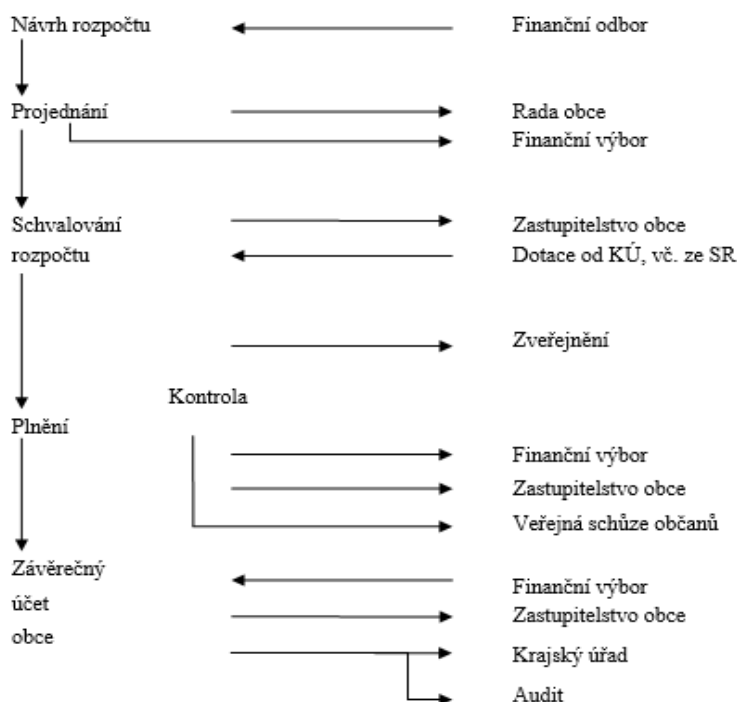 Návrh rozpočtu Finanční odbor
Projednání Rada obce
Finanční výbor
Schvalování Zastupitelstvo obce
rozpočtu Dotace od KÚ, vč. ze SR
Zveřejnění
Kontrola
Plnění
Finanční výbor
Zastupitelstvo obce
Veřejná schůze občanů
Závěrečný
Finanční výbor
účet
Zastupitelstvo obce
obce
Krajský úřad
Audit